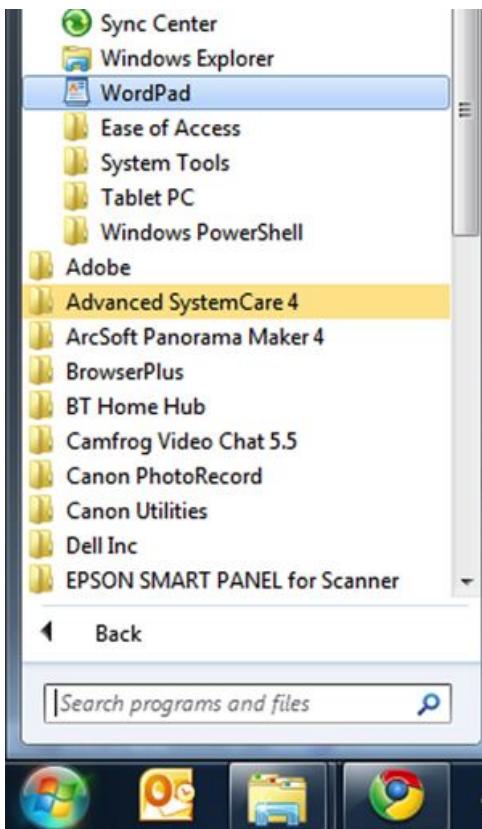 Sync Center
Windows Explorer
WordPad
Ease of Access
System Tools
Tablet PC
Windows PowerShell
Adobe
Advanced SystemCare 4
ArcSoft Panorama Maker 4
BrowserPlus
BT Home Hub
Camfrog Video Chat 5.5
Canon PhotoRecord
Canon Utilities
Dell Inc
EPSON SMART PANEL for Scanner
Back
Search programs and files